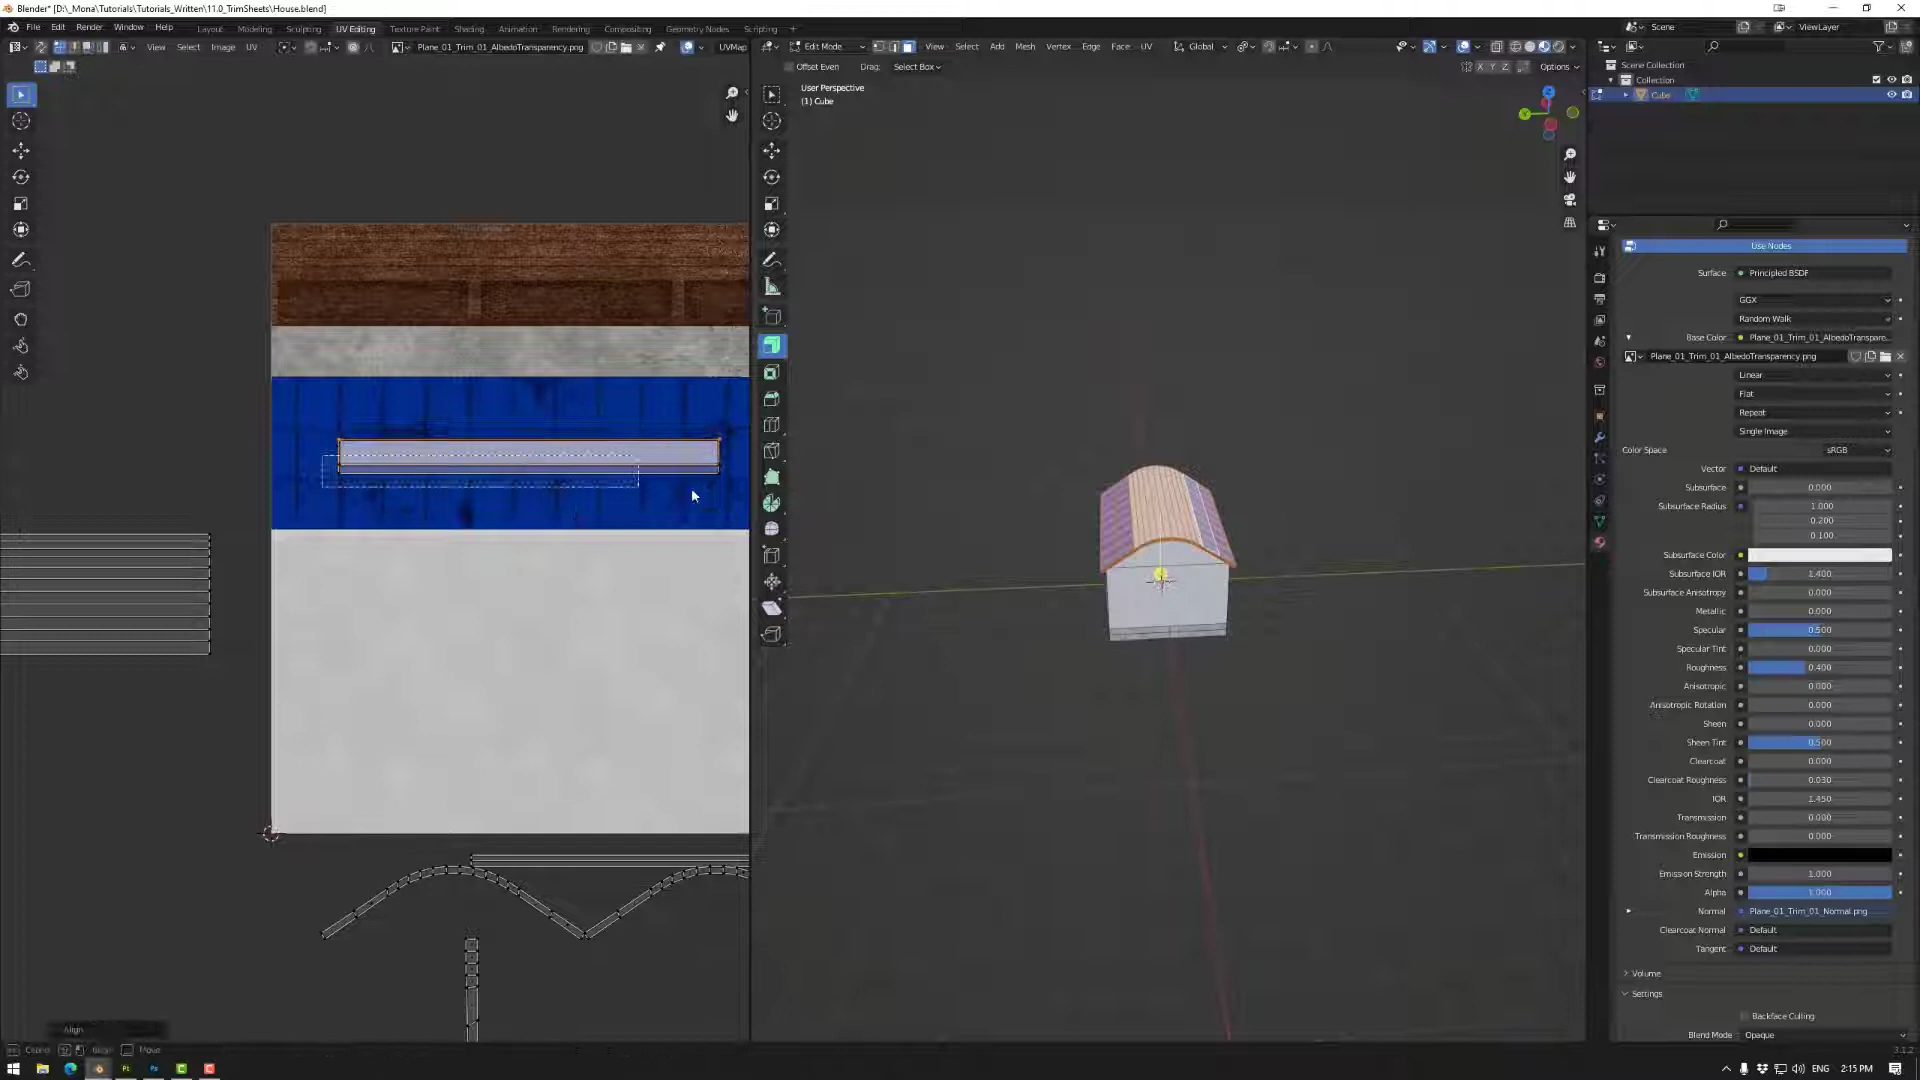 Blender* [D:\_Mona\Tutorials\Tutorials_Written\11.0_TrimSheets\House.blend]
File Edit Render Window Help Layout Modeling Sculpting UV Editing Texture Paint Shading Animation Rendering Compositing Geometry Nodes Scripting + Scene ViewLayer
View Select Image UV Plane_01_Trim_01_AlbedoTransparency.png UVMap Edit Mode View Select Add Mesh Vertex Edge Face UV Global
Offset Even Drag: Select Box X Y Z Options
Scene Collection
Collection
Cube
User Perspective
(1) Cube
Use Nodes
Surface Principled BSDF
GGX
Random Walk
Base Color Plane_01_Trim_01_AlbedoTranspare...
Plane_01_Trim_01_AlbedoTransparency.png
Linear
Flat
Repeat
Single Image
Color Space sRGB
Vector Default
Subsurface 0.000
Subsurface Radius 1.000
0.200
0.100
Subsurface Color
Subsurface IOR 1.400
Subsurface Anisotropy 0.000
Metallic 0.000
Specular 0.500
Specular Tint 0.000
Roughness 0.400
Anisotropic 0.000
Anisotropic Rotation 0.000
Sheen 0.000
Sheen Tint 0.500
Clearcoat 0.000
Clearcoat Roughness 0.030
IOR 1.450
Transmission 0.000
Transmission Roughness 0.000
Emission
Emission Strength 1.000
Alpha 1.000
Normal Plane_01_Trim_01_Normal.png
Clearcoat Normal Default
Tangent Default
Volume
Settings
Backface Culling
Blend Mode Opaque
Align
Move
3.1.2
ENG 2:15 PM